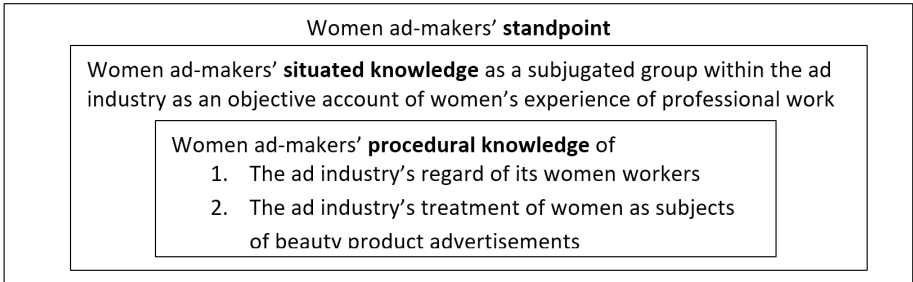 Women ad-makers’ standpoint
Women ad-makers’ situated knowledge as a subjugated group within the ad
industry as an objective account of women’s experience of professional work
Women ad-makers’ procedural knowledge of
1. The ad industry’s regard of its women workers
2. The ad industry’s treatment of women as subjects
of beauty product advertisements